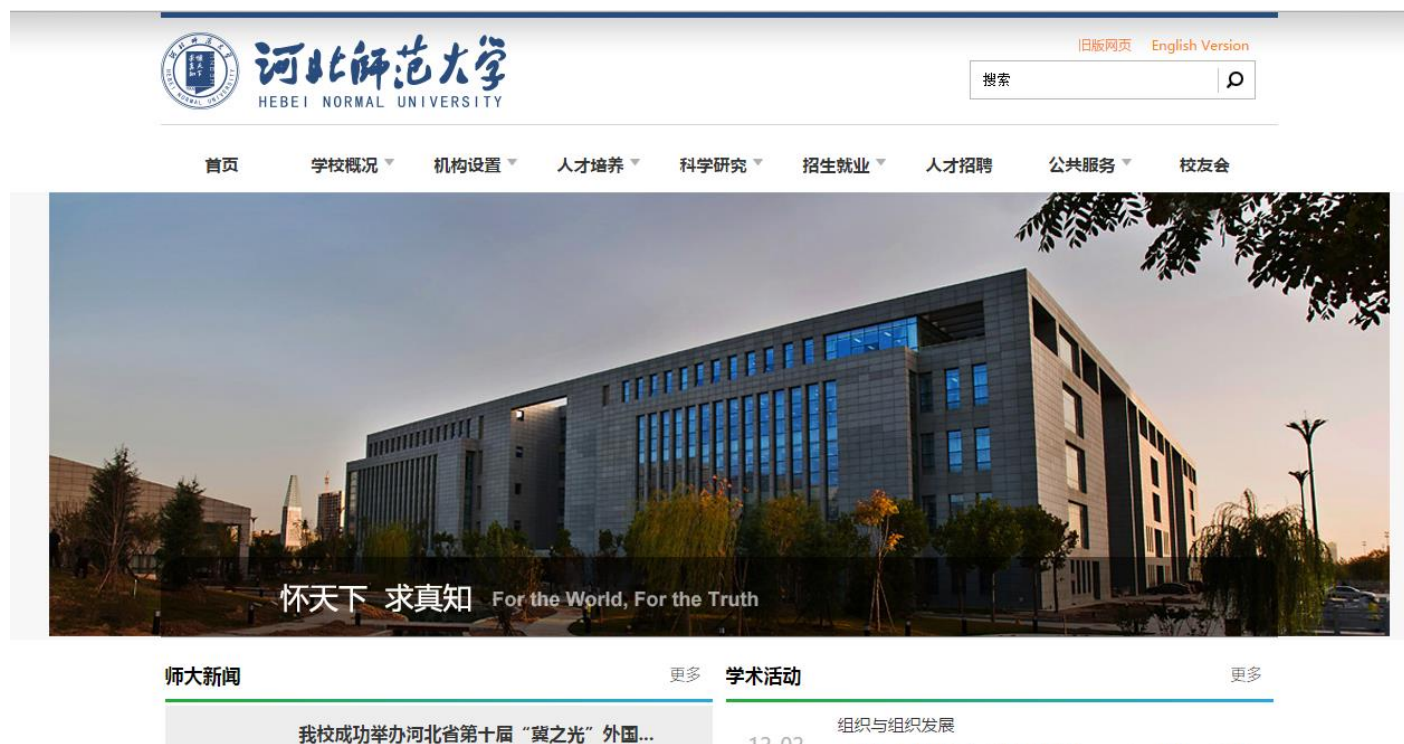 河北师范大学
HEBEI NORMAL UNIVERSITY
旧版网页 English Version
搜索
首页 学校概况 机构设置 人才培养 科学研究 招生就业 人才招聘 公共服务 校友会
怀天下 求真知 For the World, For the Truth
师大新闻 更多 学术活动 更多
我校成功举办河北省第十届“冀之光”外国...
组织与组织发展